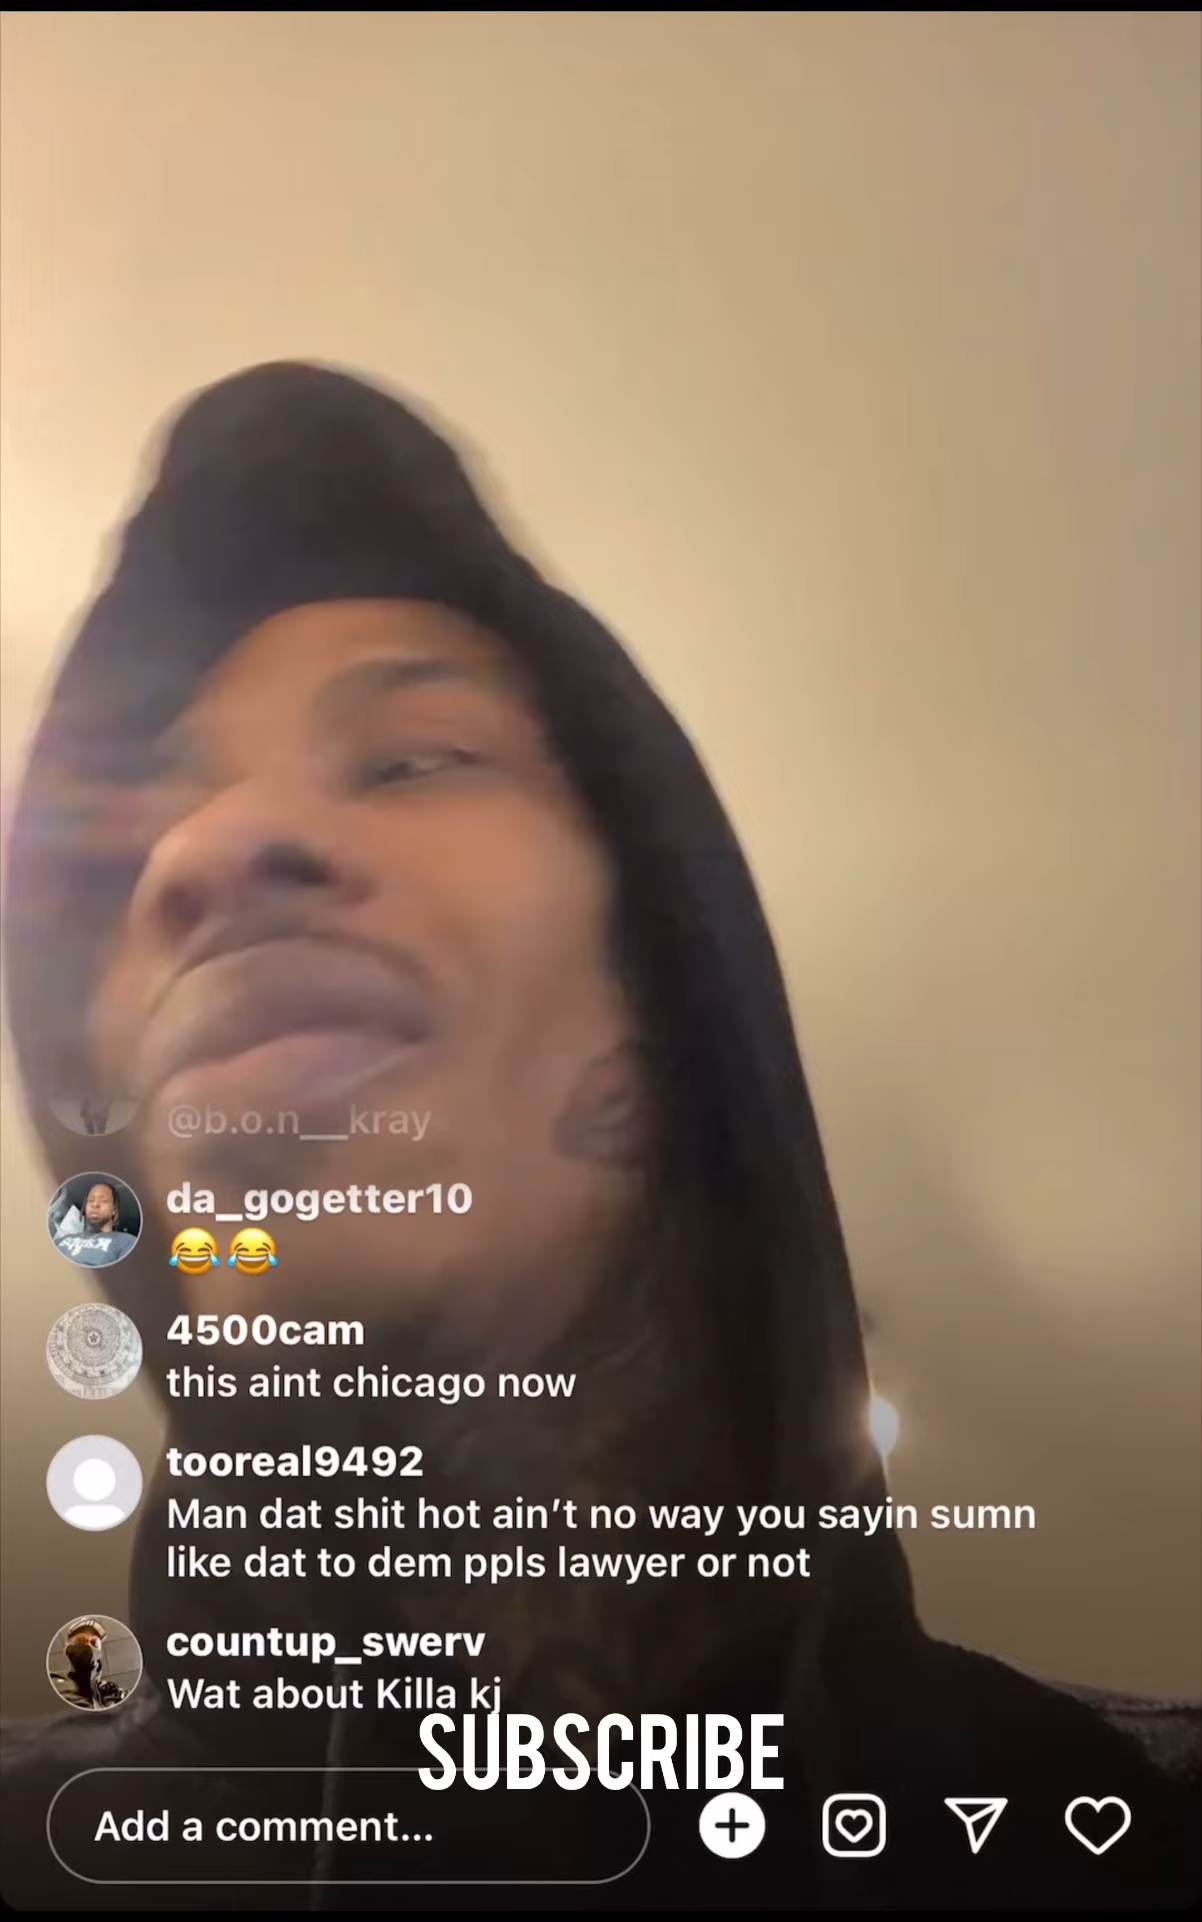 @b.o.n__kray
da_gogetter10
😂😂
4500cam
this aint chicago now
tooreal9492
Man dat shit hot ain't no way you sayin sumn
like dat to dem ppls lawyer or not
countup_swerv
Wat about Killa kj
SUBSCRIBE
Add a comment...